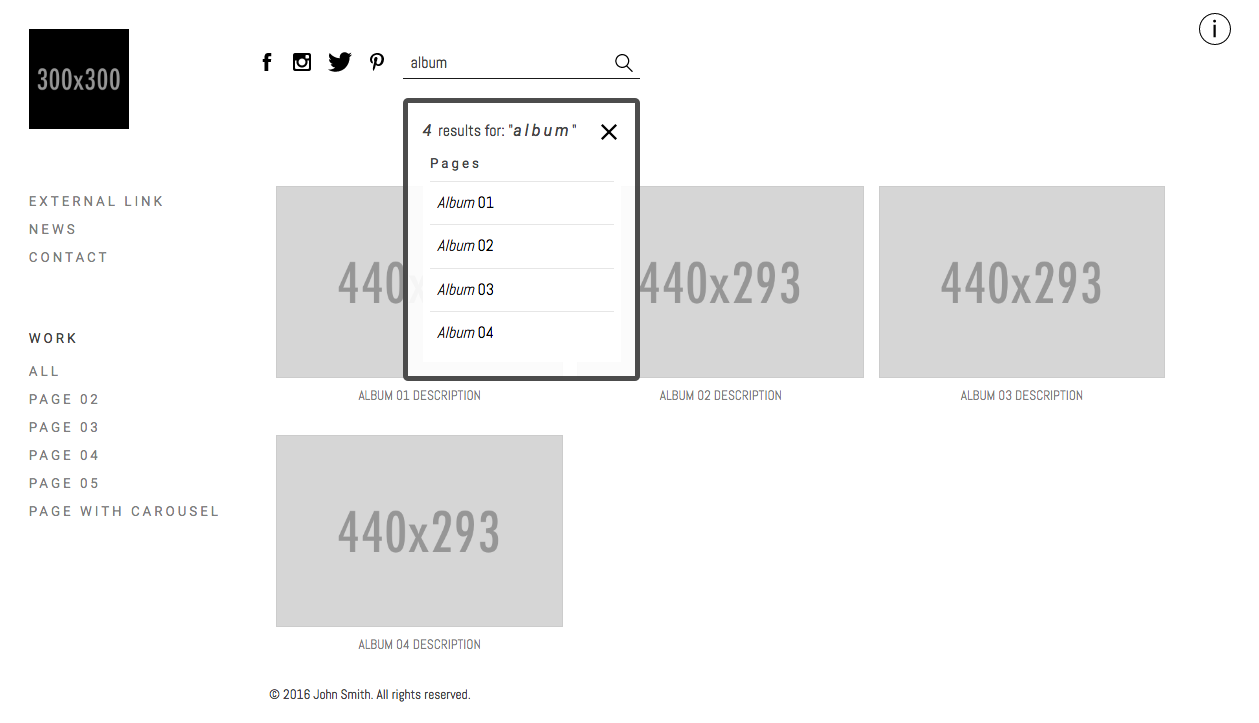 300x300
album
4 results for: "album"
Pages
Album 01
Album 02
Album 03
Album 04
EXTERNAL LINK
NEWS
CONTACT
WORK
ALL
PAGE 02
PAGE 03
PAGE 04
PAGE 05
PAGE WITH CAROUSEL
440x
440x293
440x293
ALBUM 01 DESCRIPTION
ALBUM 02 DESCRIPTION
ALBUM 03 DESCRIPTION
440x293
ALBUM 04 DESCRIPTION
© 2016 John Smith. All rights reserved.